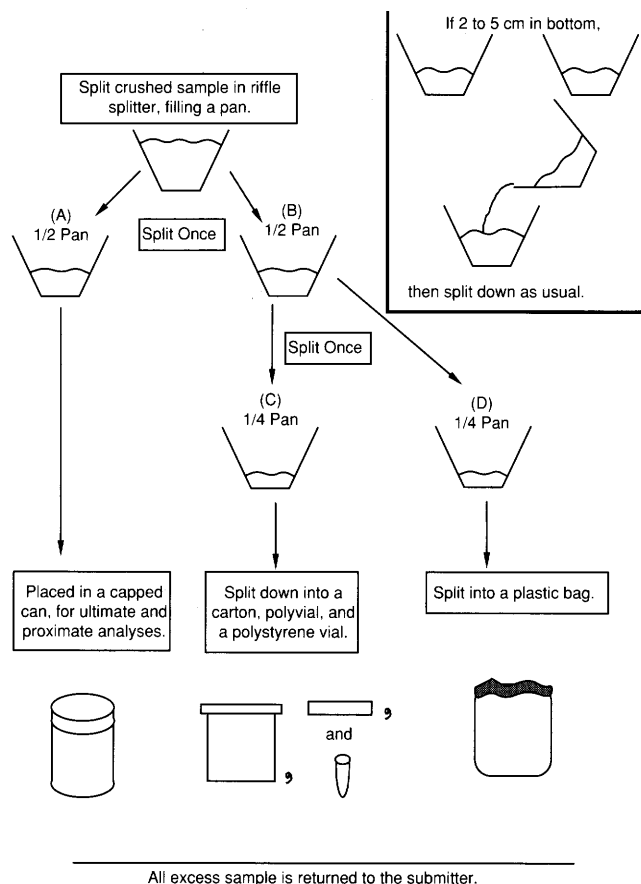 If 2 to 5 cm in bottom,
then split down as usual.
Split crushed sample in riffle
splitter, filling a pan.
(A)
1/2 Pan
Split Once
(B)
1/2 Pan
Split Once
(C)
1/4 Pan
(D)
1/4 Pan
Placed in a capped
can, for ultimate and
proximate analyses.
Split down into a
carton, polyvial, and
a polystyrene vial.
Split into a plastic bag.
,
and
,
All excess sample is returned to the submitter.